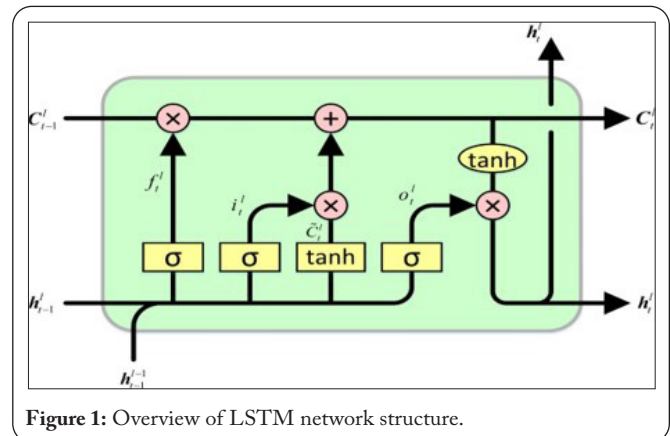 h_t^l
C_{t-1}^l × + C_t^l
tanh
f_t^l i_t^l × o_t^l ×
C̃_t^l
σ σ tanh σ
h_{t-1}^l h_t^l
h_{t-1}^{l-1}
Figure 1: Overview of LSTM network structure.